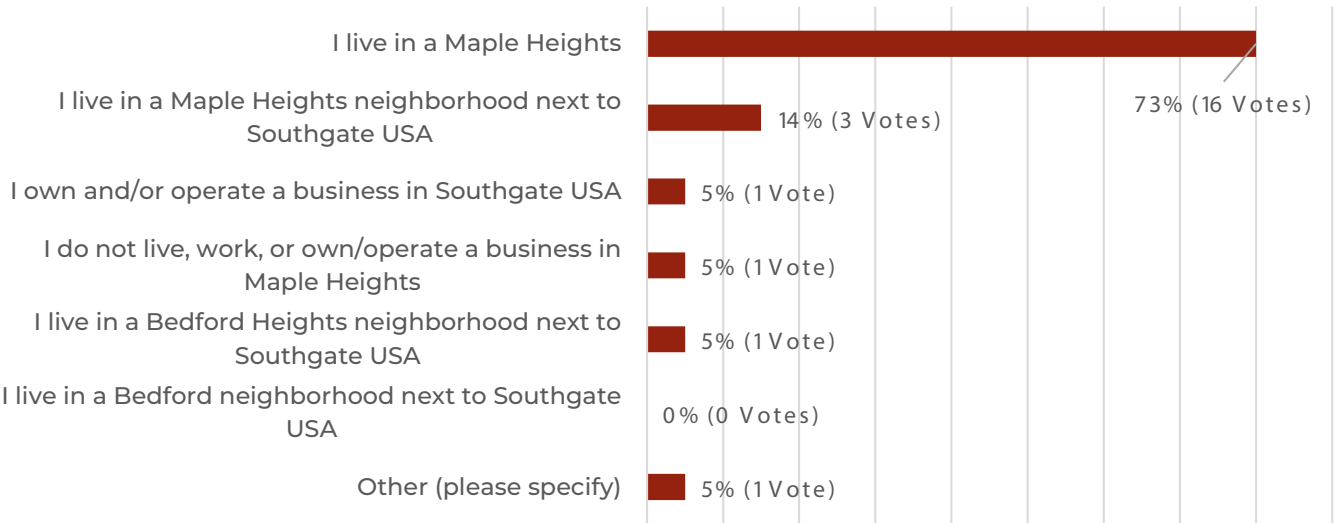 I live in a Maple Heights
73% (16 Votes)
I live in a Maple Heights neighborhood next to
Southgate USA
14% (3 Votes)
I own and/or operate a business in Southgate USA
5% (1 Vote)
I do not live, work, or own/operate a business in
Maple Heights
5% (1 Vote)
I live in a Bedford Heights neighborhood next to
Southgate USA
5% (1 Vote)
I live in a Bedford neighborhood next to Southgate
USA
0% (0 Votes)
Other (please specify)
5% (1 Vote)